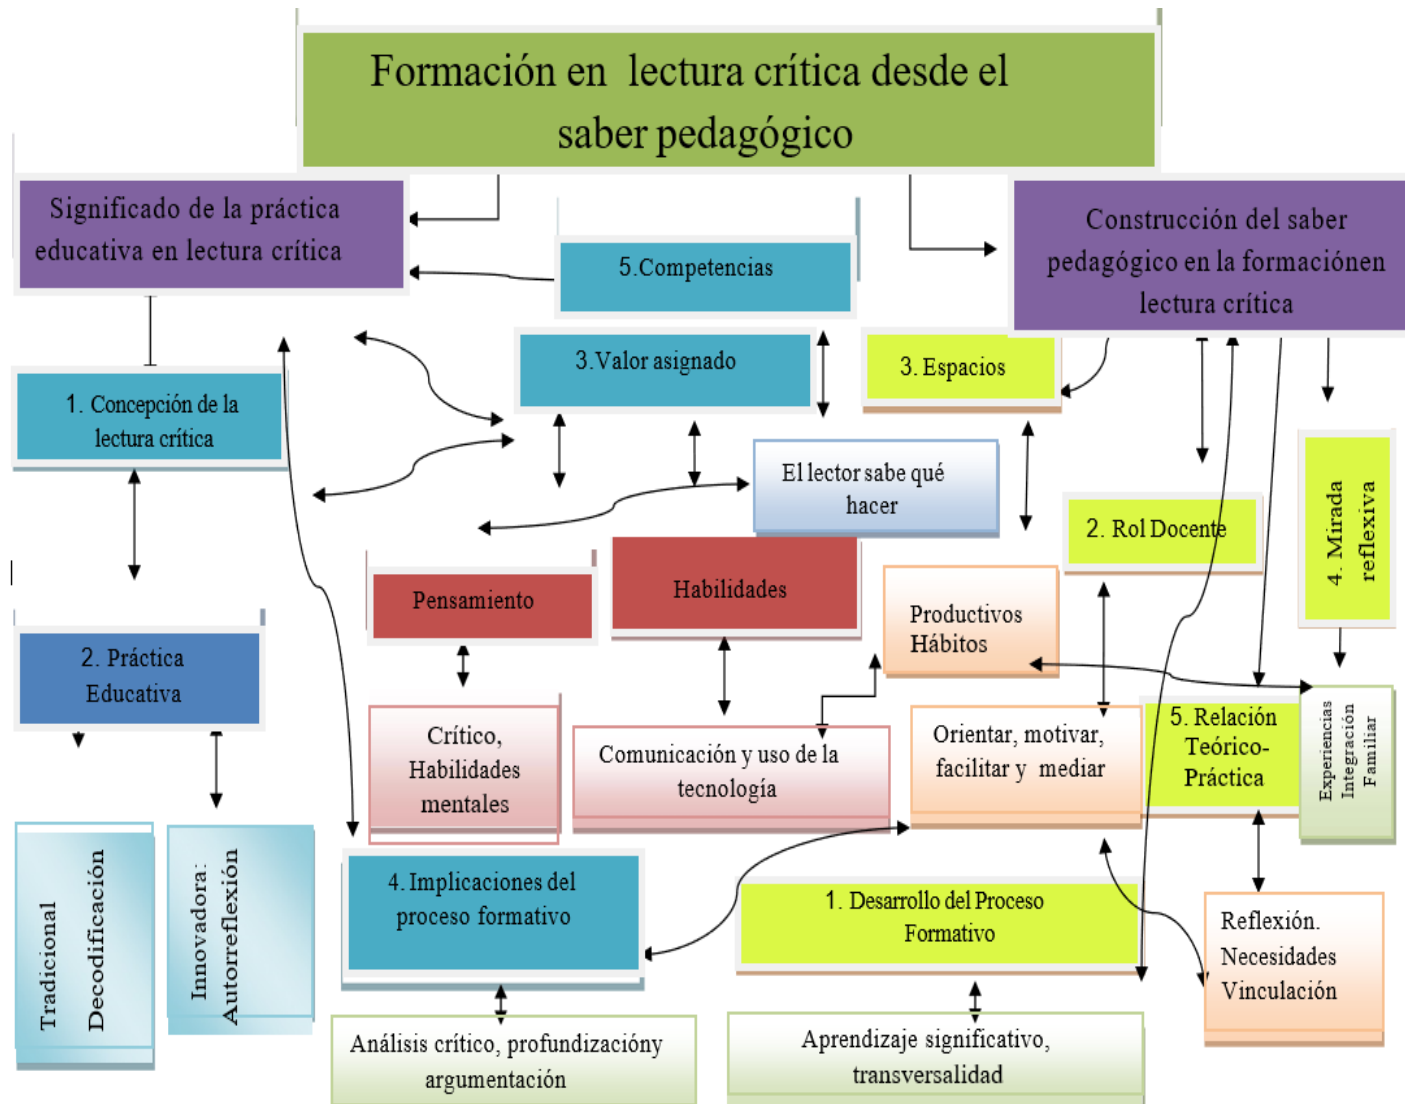 Formación en lectura crítica desde el
saber pedagógico
Significado de la práctica
educativa en lectura crítica
Construcción del saber
pedagógico en la formaciónen
lectura crítica
5.Competencias
3.Valor asignado
3. Espacios
1. Concepción de la
lectura crítica
El lector sabe qué
hacer
2. Rol Docente
4. Mirada
reflexiva
Pensamiento
Habilidades
Productivos
Hábitos
2. Práctica
Educativa
Crítico,
Habilidades
mentales
Comunicación y uso de la
tecnología
Orientar, motivar,
facilitar y mediar
5. Relación
Teórico-
Práctica
Experiencias
Integración
Familiar
Tradicional
Decodificación
Innovadora:
Autorreflexión
4. Implicaciones del
proceso formativo
1. Desarrollo del Proceso
Formativo
Reflexión.
Necesidades
Vinculación
Análisis crítico, profundizacióny
argumentación
Aprendizaje significativo,
transversalidad